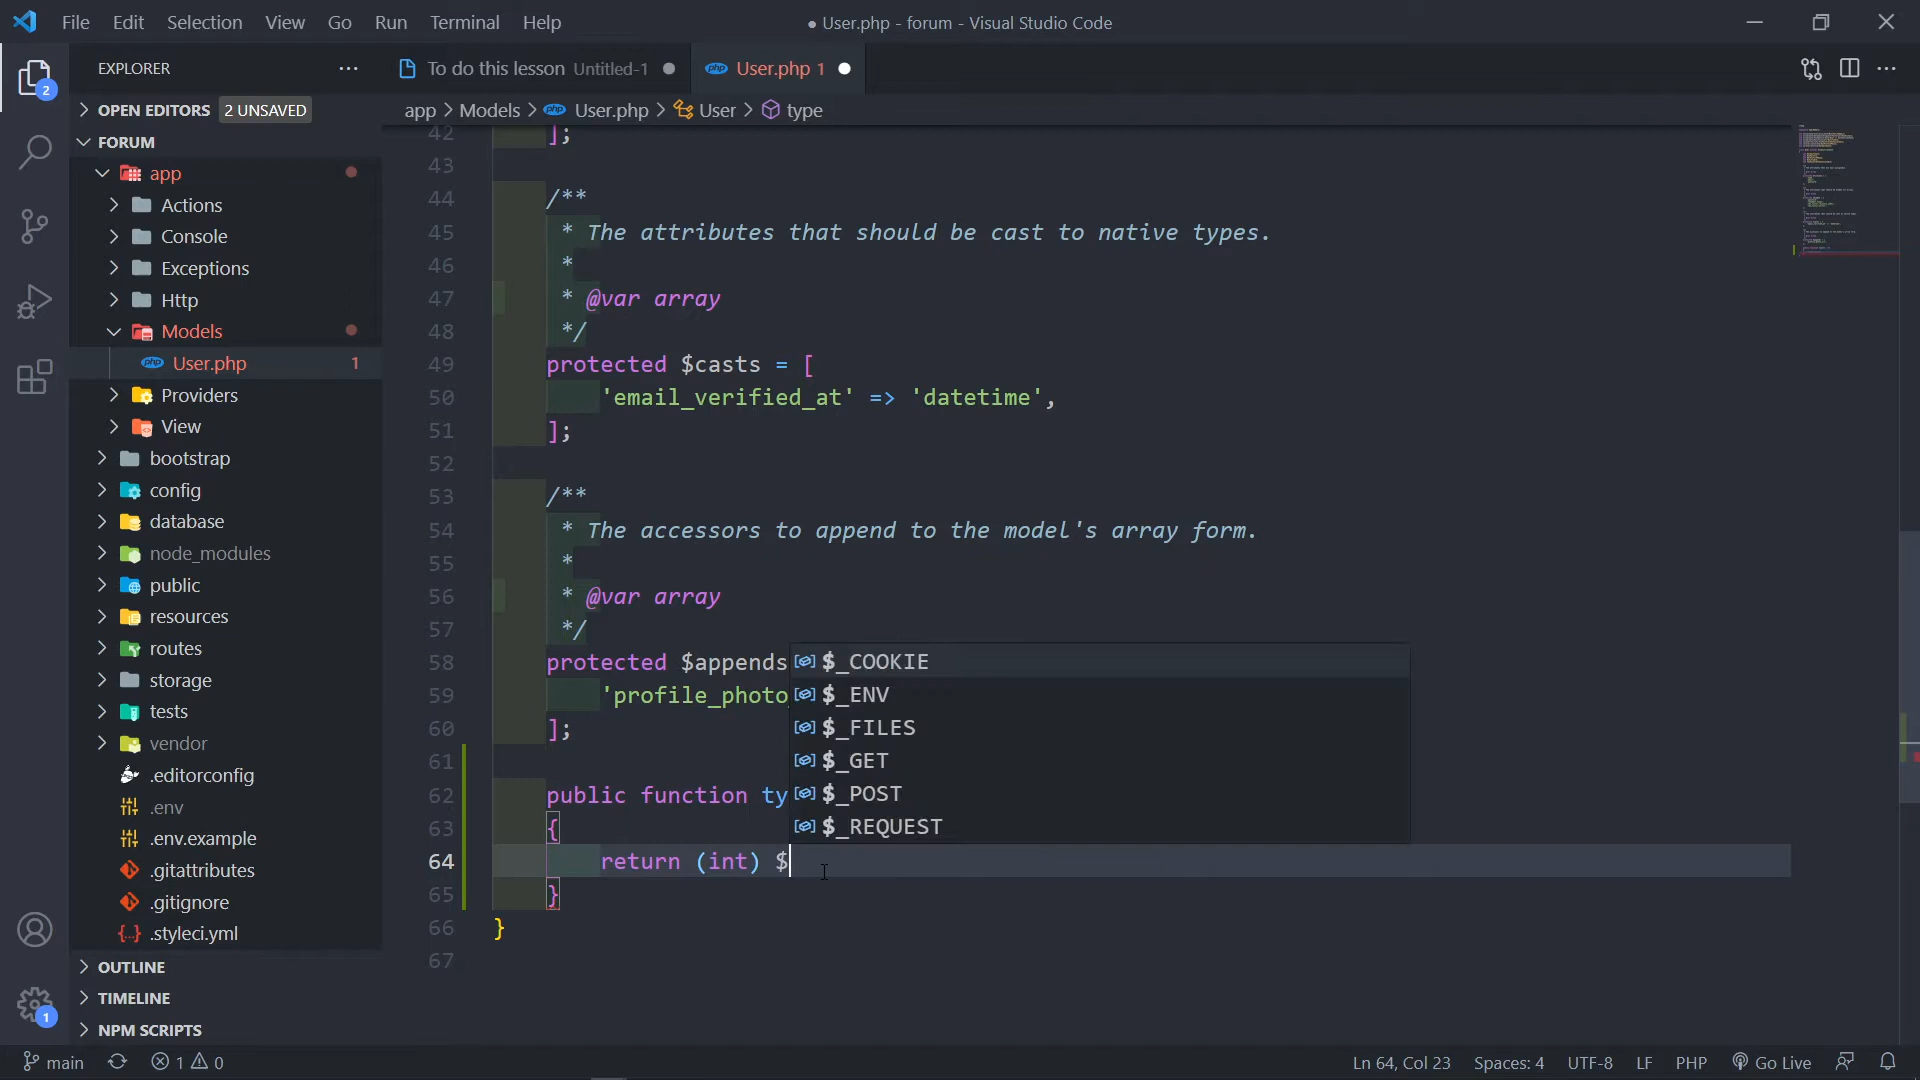 File Edit Selection View Go Run Terminal Help
● User.php - forum - Visual Studio Code
EXPLORER
To do this lesson Untitled-1
User.php 1
OPEN EDITORS 2 UNSAVED
app > Models > User.php > User > type
FORUM
app
Actions
Console
Exceptions
Http
Models
User.php 1
Providers
View
bootstrap
config
database
node_modules
public
resources
routes
storage
tests
vendor
.editorconfig
.env
.env.example
.gitattributes
.gitignore
.styleci.yml
OUTLINE
TIMELINE
NPM SCRIPTS
2
1
42 ];
43
44 /**
45 * The attributes that should be cast to native types.
46 *
47 * @var array
48 */
49 protected $casts = [
50 'email_verified_at' => 'datetime',
51 ];
52
53 /**
54 * The accessors to append to the model's array form.
55 *
56 * @var array
57 */
58 protected $appends
59 'profile_photo
60 ];
61
62 public function ty
63 {
64 return (int) $
65 }
66 }
67
$_COOKIE
$_ENV
$_FILES
$_GET
$_POST
$_REQUEST
main 1 0
Ln 64, Col 23 Spaces: 4 UTF-8 LF PHP Go Live